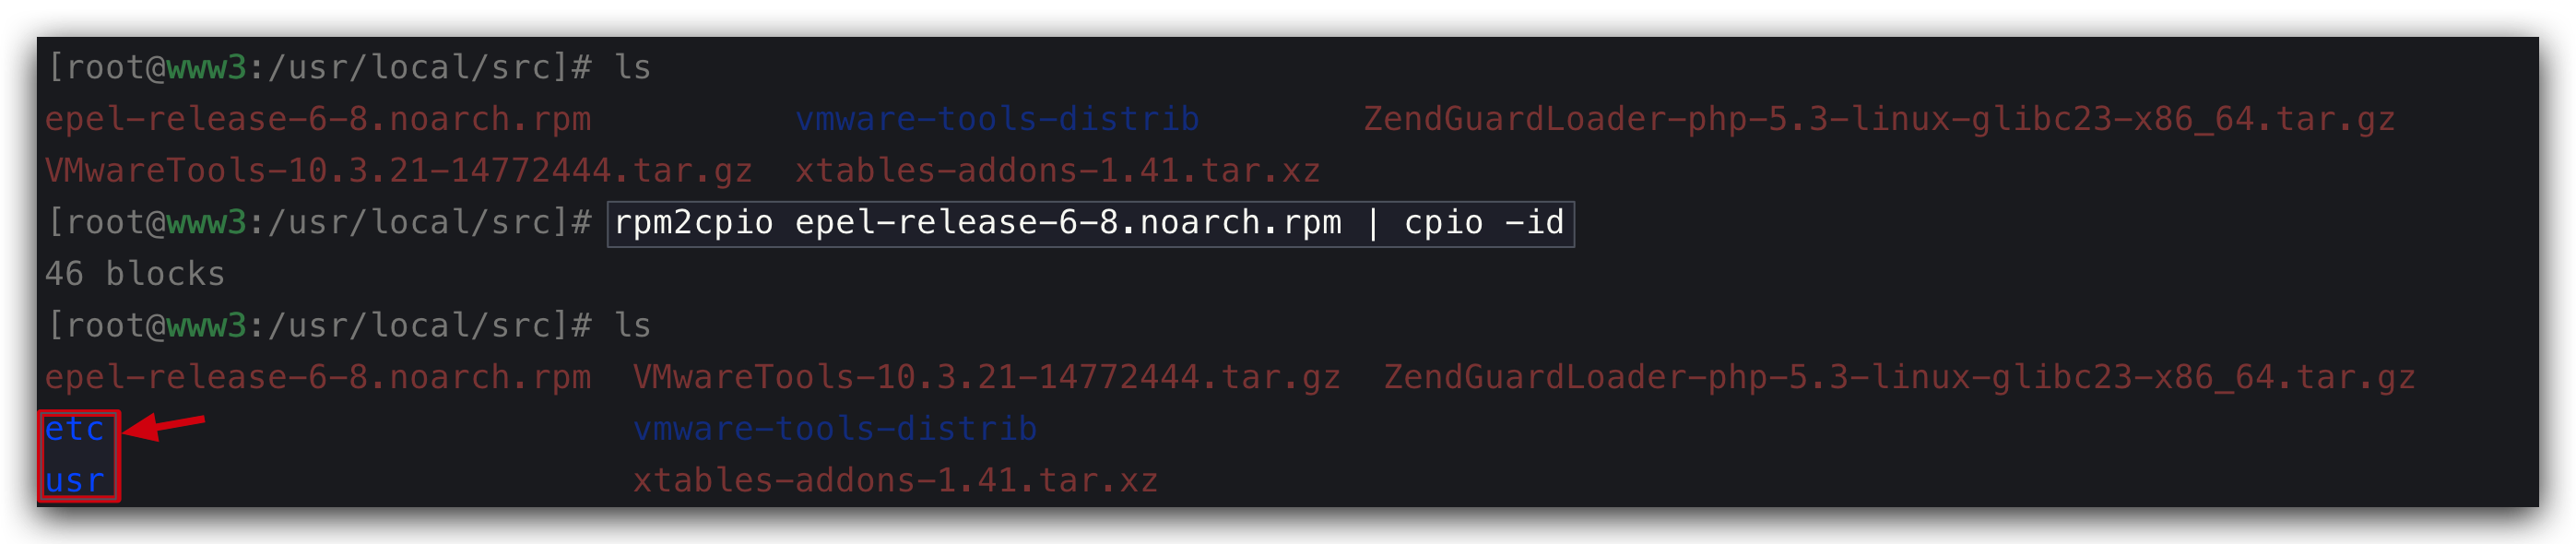 [root@www3:/usr/local/src]# ls
epel-release-6-8.noarch.rpm vmware-tools-distrib ZendGuardLoader-php-5.3-linux-glibc23-x86_64.tar.gz
VMwareTools-10.3.21-14772444.tar.gz xtables-addons-1.41.tar.xz
[root@www3:/usr/local/src]# rpm2cpio epel-release-6-8.noarch.rpm | cpio -id
46 blocks
[root@www3:/usr/local/src]# ls
epel-release-6-8.noarch.rpm VMwareTools-10.3.21-14772444.tar.gz ZendGuardLoader-php-5.3-linux-glibc23-x86_64.tar.gz
etc vmware-tools-distrib
usr xtables-addons-1.41.tar.xz